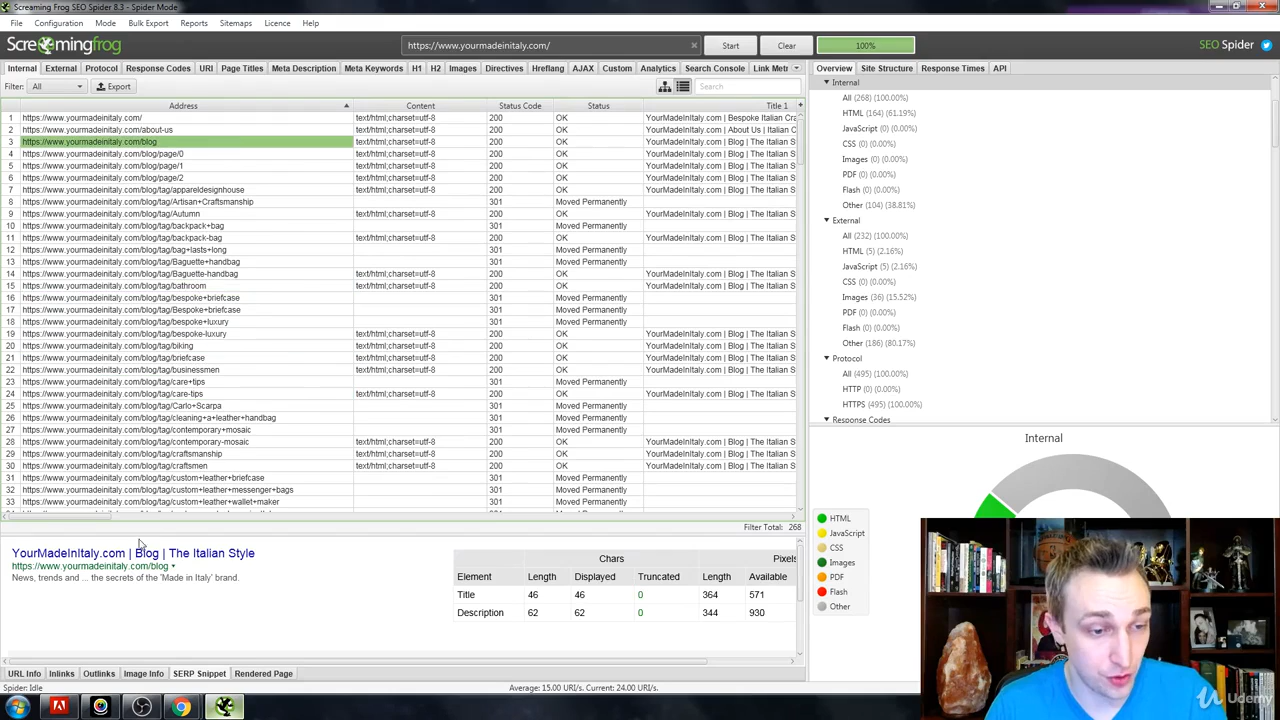 Screaming Frog SEO Spider 8.3 - Spider Mode
File Configuration Mode Bulk Export Reports Sitemaps Licence Help
Screamingfrog https://www.yourmadeinitaly.com/ Start Clear 100% SEO Spider
Internal External Protocol Response Codes URI Page Titles Meta Description Meta Keywords H1 H2 Images Directives Hreflang AJAX Custom Analytics Search Console Link Metr
Overview Site Structure Response Times API
Filter: All Export Search
Address Content Status Code Status Title 1
1 https://www.yourmadeinitaly.com/ text/html;charset=utf-8 200 OK YourMadeInItaly.com | Bespoke Italian Cra
2 https://www.yourmadeinitaly.com/about-us text/html;charset=utf-8 200 OK YourMadeInItaly.com | About Us | Italian C
3 https://www.yourmadeinitaly.com/blog text/html;charset=utf-8 200 OK YourMadeInItaly.com | Blog | The Italian S
4 https://www.yourmadeinitaly.com/blog/page/0 text/html;charset=utf-8 200 OK YourMadeInItaly.com | Blog | The Italian S
5 https://www.yourmadeinitaly.com/blog/page/1 text/html;charset=utf-8 200 OK YourMadeInItaly.com | Blog | The Italian S
6 https://www.yourmadeinitaly.com/blog/page/2 text/html;charset=utf-8 200 OK YourMadeInItaly.com | Blog | The Italian S
7 https://www.yourmadeinitaly.com/blog/tag/appareldesignhouse text/html;charset=utf-8 200 OK YourMadeInItaly.com | Blog | The Italian S
8 https://www.yourmadeinitaly.com/blog/tag/Artisan+Craftsmanship 301 Moved Permanently
9 https://www.yourmadeinitaly.com/blog/tag/Autumn text/html;charset=utf-8 200 OK YourMadeInItaly.com | Blog | The Italian S
10 https://www.yourmadeinitaly.com/blog/tag/backpack+bag 301 Moved Permanently
11 https://www.yourmadeinitaly.com/blog/tag/backpack-bag text/html;charset=utf-8 200 OK YourMadeInItaly.com | Blog | The Italian S
12 https://www.yourmadeinitaly.com/blog/tag/bag+lasts+long 301 Moved Permanently
13 https://www.yourmadeinitaly.com/blog/tag/Baguette+handbag 301 Moved Permanently
14 https://www.yourmadeinitaly.com/blog/tag/Baguette-handbag text/html;charset=utf-8 200 OK YourMadeInItaly.com | Blog | The Italian S
15 https://www.yourmadeinitaly.com/blog/tag/bathroom text/html;charset=utf-8 200 OK YourMadeInItaly.com | Blog | The Italian S
16 https://www.yourmadeinitaly.com/blog/tag/bespoke+briefcase 301 Moved Permanently
17 https://www.yourmadeinitaly.com/blog/tag/Bespoke+briefcase 301 Moved Permanently
18 https://www.yourmadeinitaly.com/blog/tag/bespoke+luxury 301 Moved Permanently
19 https://www.yourmadeinitaly.com/blog/tag/bespoke-luxury text/html;charset=utf-8 200 OK YourMadeInItaly.com | Blog | The Italian S
20 https://www.yourmadeinitaly.com/blog/tag/biking text/html;charset=utf-8 200 OK YourMadeInItaly.com | Blog | The Italian S
21 https://www.yourmadeinitaly.com/blog/tag/briefcase text/html;charset=utf-8 200 OK YourMadeInItaly.com | Blog | The Italian S
22 https://www.yourmadeinitaly.com/blog/tag/businessmen text/html;charset=utf-8 200 OK YourMadeInItaly.com | Blog | The Italian S
23 https://www.yourmadeinitaly.com/blog/tag/care+tips 301 Moved Permanently
24 https://www.yourmadeinitaly.com/blog/tag/care-tips text/html;charset=utf-8 200 OK YourMadeInItaly.com | Blog | The Italian S
25 https://www.yourmadeinitaly.com/blog/tag/Carlo+Scarpa 301 Moved Permanently
26 https://www.yourmadeinitaly.com/blog/tag/cleaning+a+leather+handbag 301 Moved Permanently
27 https://www.yourmadeinitaly.com/blog/tag/contemporary+mosaic 301 Moved Permanently
28 https://www.yourmadeinitaly.com/blog/tag/contemporary-mosaic text/html;charset=utf-8 200 OK YourMadeInItaly.com | Blog | The Italian S
29 https://www.yourmadeinitaly.com/blog/tag/craftsmanship text/html;charset=utf-8 200 OK YourMadeInItaly.com | Blog | The Italian S
30 https://www.yourmadeinitaly.com/blog/tag/craftsmen text/html;charset=utf-8 200 OK YourMadeInItaly.com | Blog | The Italian S
31 https://www.yourmadeinitaly.com/blog/tag/custom+leather+briefcase 301 Moved Permanently
32 https://www.yourmadeinitaly.com/blog/tag/custom+leather+messenger+bags 301 Moved Permanently
33 https://www.yourmadeinitaly.com/blog/tag/custom+leather+wallet+maker 301 Moved Permanently
Filter Total: 268
Internal
All (268) (100.00%)
HTML (164) (61.19%)
JavaScript (0) (0.00%)
CSS (0) (0.00%)
Images (0) (0.00%)
PDF (0) (0.00%)
Flash (0) (0.00%)
Other (104) (38.81%)
External
All (232) (100.00%)
HTML (5) (2.16%)
JavaScript (5) (2.16%)
CSS (0) (0.00%)
Images (36) (15.52%)
PDF (0) (0.00%)
Flash (0) (0.00%)
Other (186) (80.17%)
Protocol
All (495) (100.00%)
HTTP (0) (0.00%)
HTTPS (495) (100.00%)
Response Codes
Internal
HTML
JavaScript
CSS
Images
PDF
Flash
Other
YourMadeInItaly.com | Blog | The Italian Style
https://www.yourmadeinitaly.com/blog
News, trends and ... the secrets of the 'Made in Italy' brand.
Chars Pixels
Element Length Displayed Truncated Length Available
Title 46 46 0 364 571
Description 62 62 0 344 930
URL Info Inlinks Outlinks Image Info SERP Snippet Rendered Page
Spider: Idle Average: 15.00 URI/s. Current: 24.00 URI/s.
Udemy